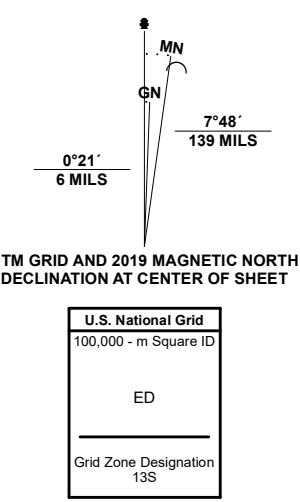 MN
GN
7°48´
139 MILS
0°21´
6 MILS
TM GRID AND 2019 MAGNETIC NORTH
DECLINATION AT CENTER OF SHEET
U.S. National Grid
100,000 - m Square ID
ED
Grid Zone Designation
13S